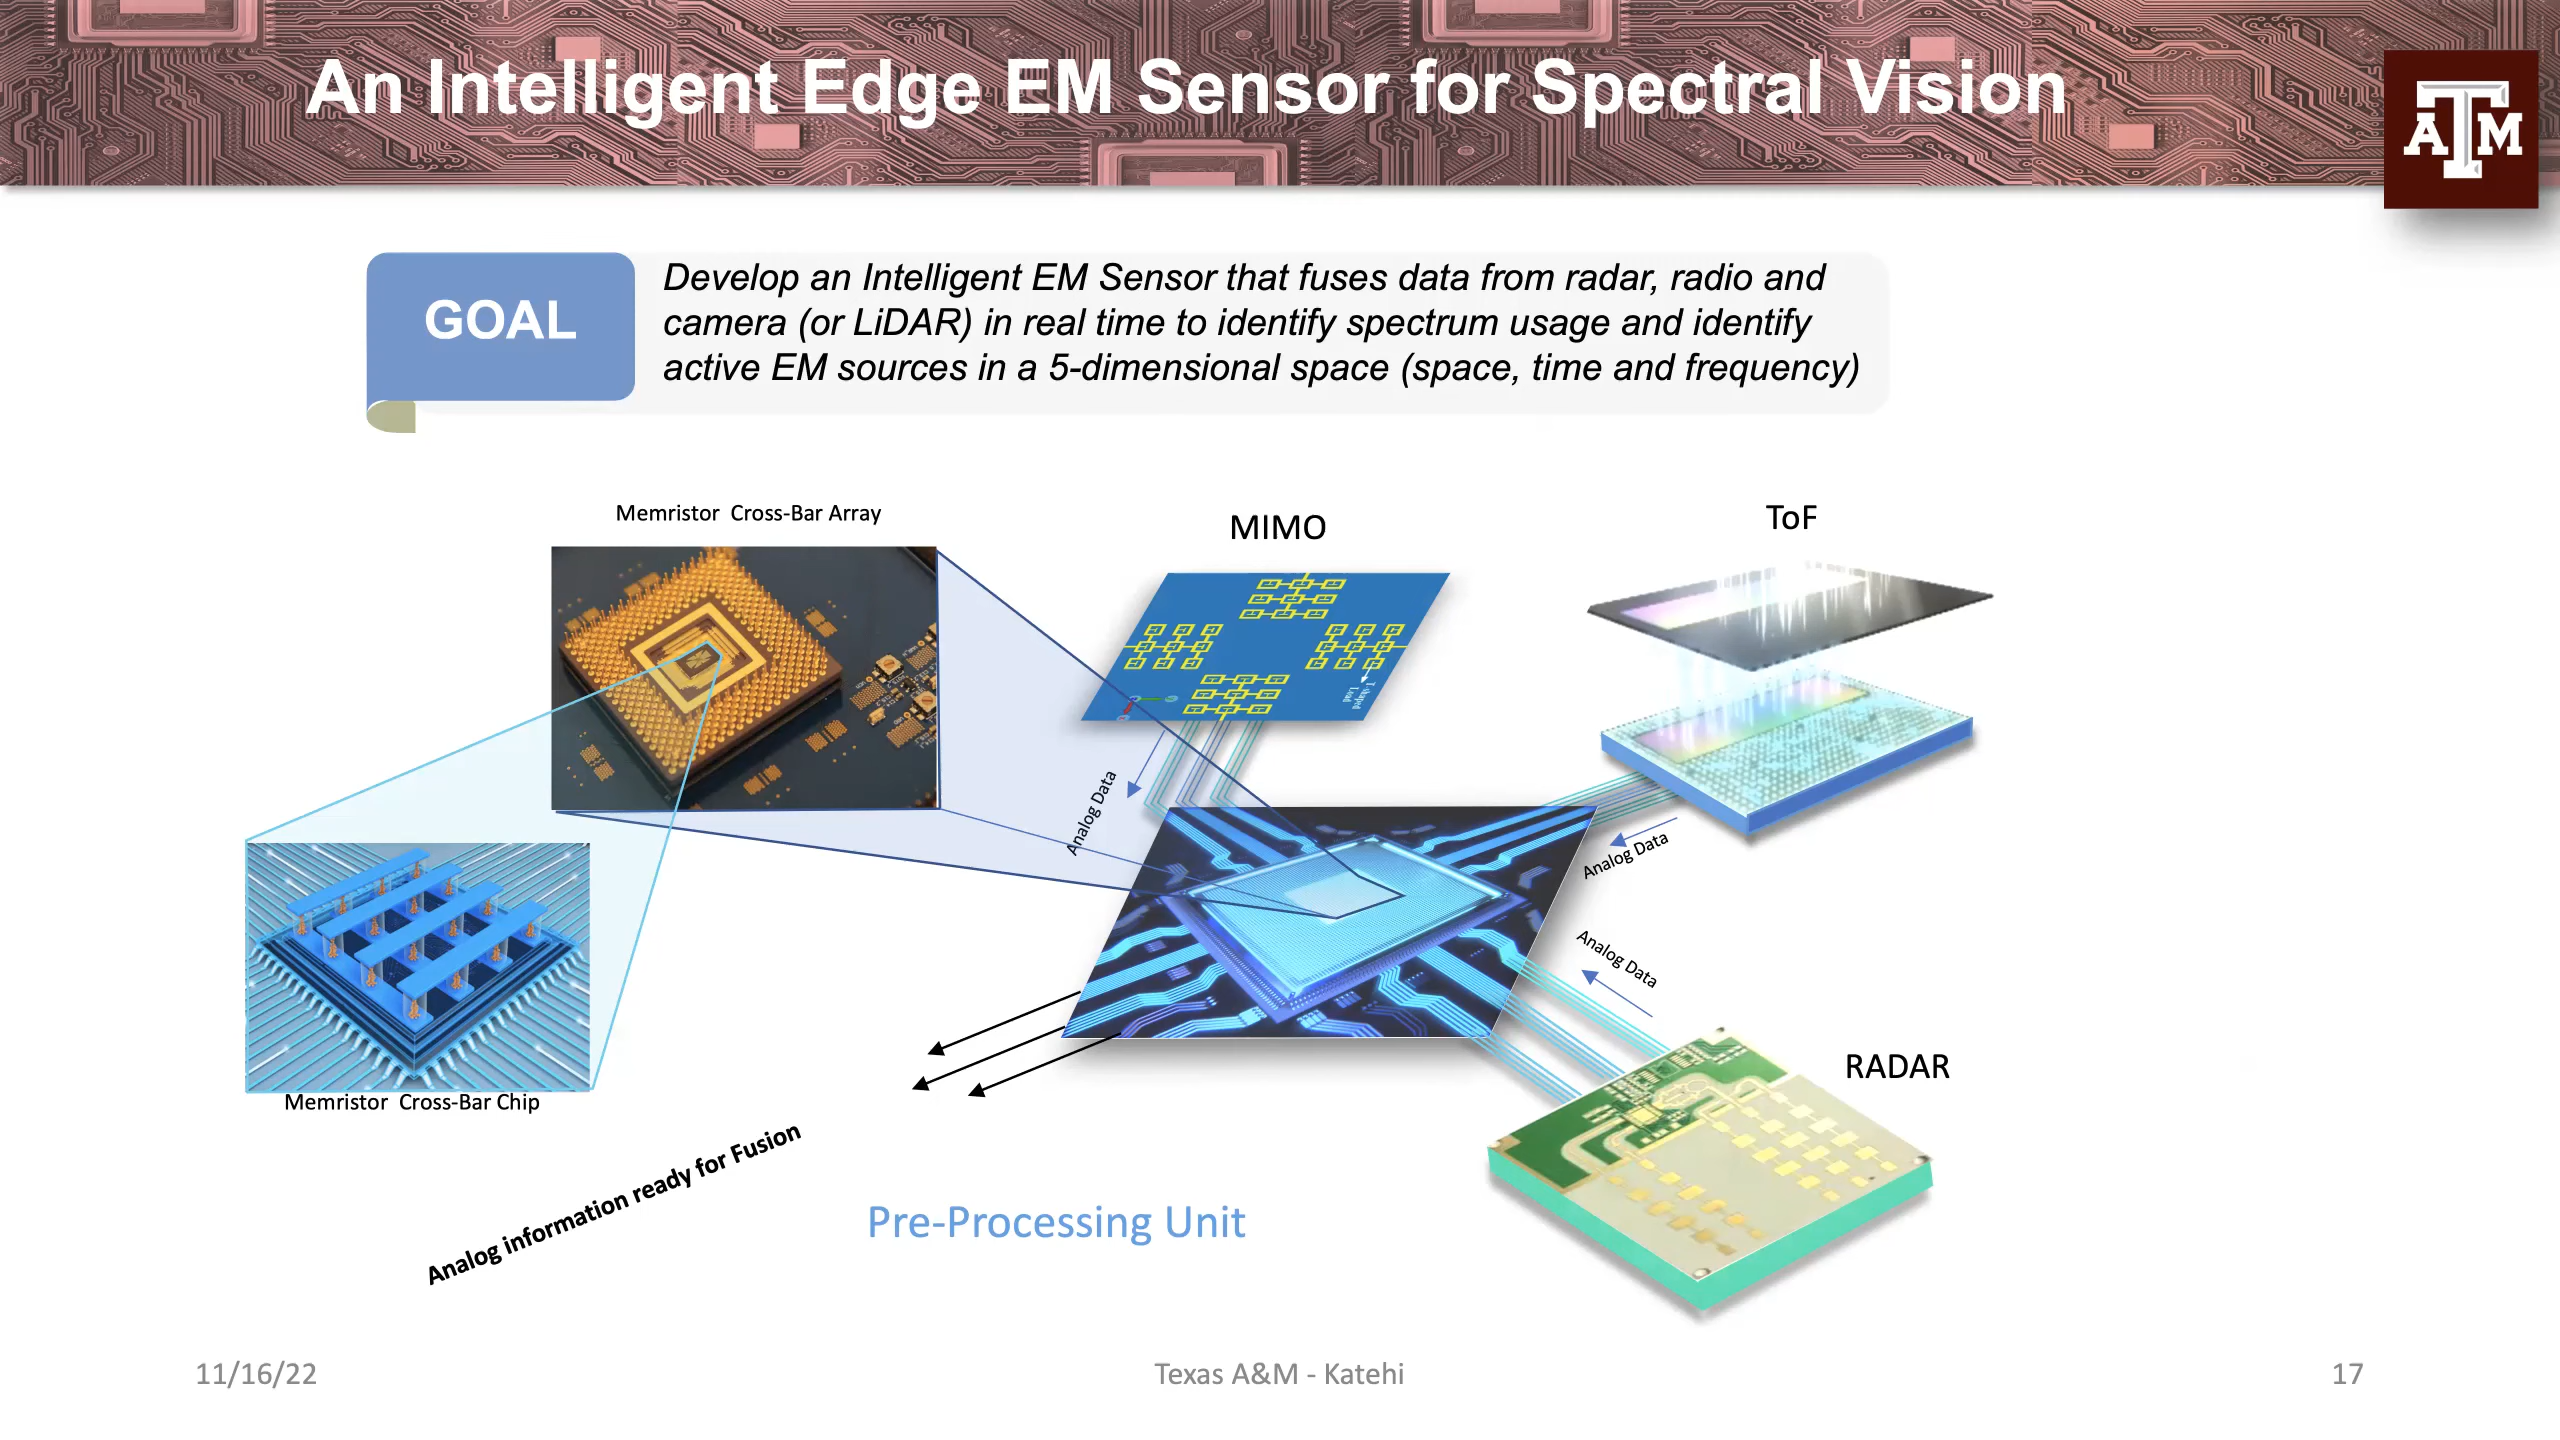 An Intelligent Edge EM Sensor for Spectral Vision
ATM
GOAL
Develop an Intelligent EM Sensor that fuses data from radar, radio and
camera (or LiDAR) in real time to identify spectrum usage and identify
active EM sources in a 5-dimensional space (space, time and frequency)
Memristor Cross-Bar Array
MIMO
ToF
T-shaped
Load
Analog Data
Analog Data
Analog Data
RADAR
Memristor Cross-Bar Chip
Analog information ready for Fusion
Pre-Processing Unit
11/16/22
Texas A&M - Katehi
17